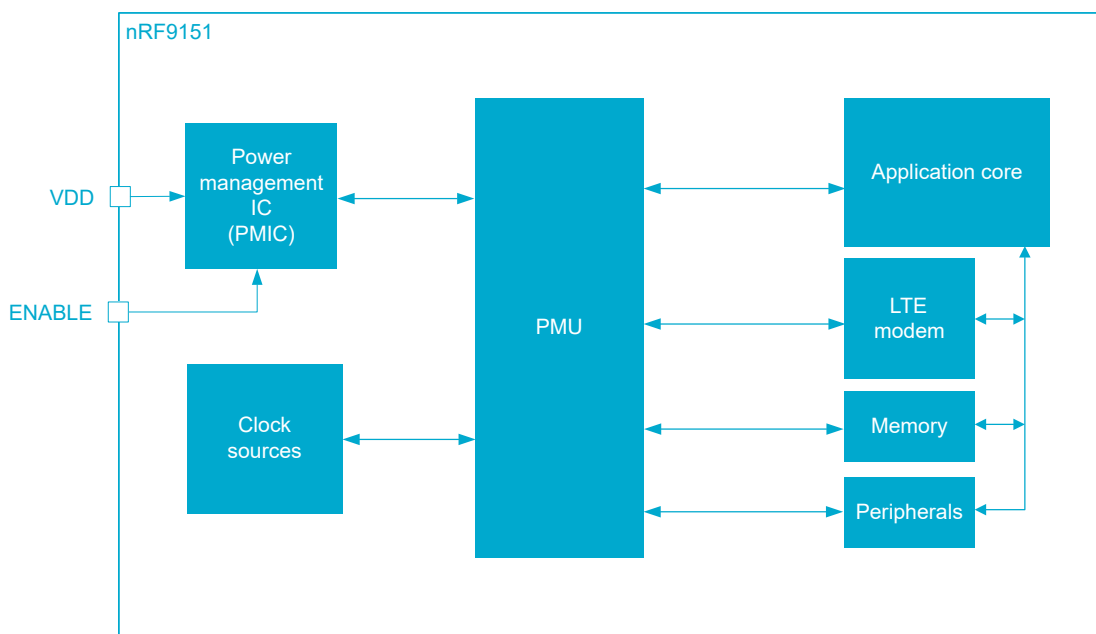 nRF9151
Power
management
IC
(PMIC)
VDD
ENABLE
Clock
sources
PMU
Application core
LTE
modem
Memory
Peripherals